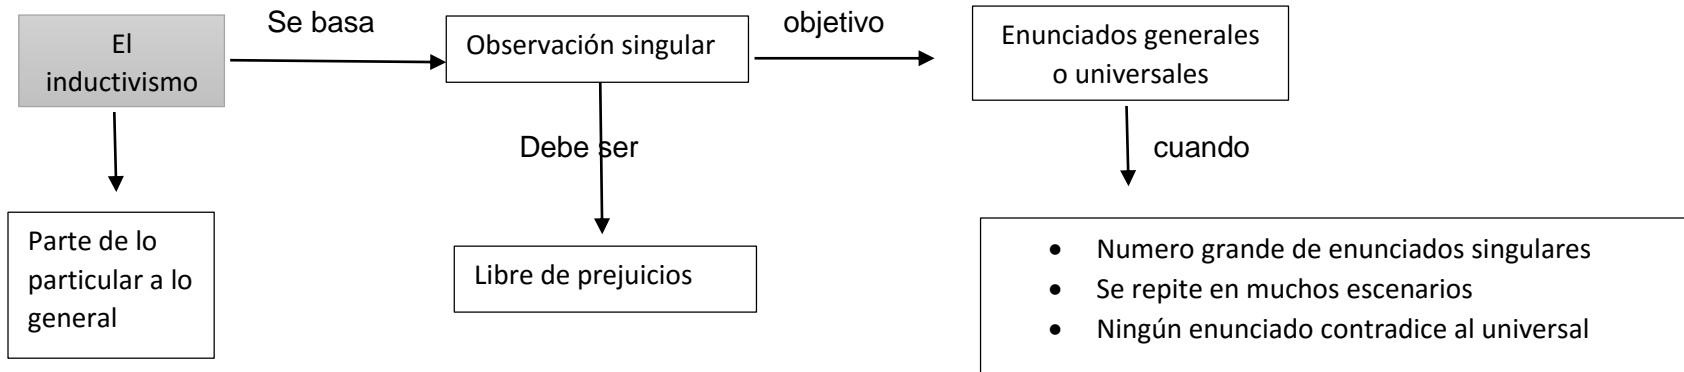 El
inductivismo
Se basa
Observación singular
objetivo
Enunciados generales
o universales
Debe ser
cuando
Parte de lo
particular a lo
general
Libre de prejuicios
• Numero grande de enunciados singulares
• Se repite en muchos escenarios
• Ningún enunciado contradice al universal